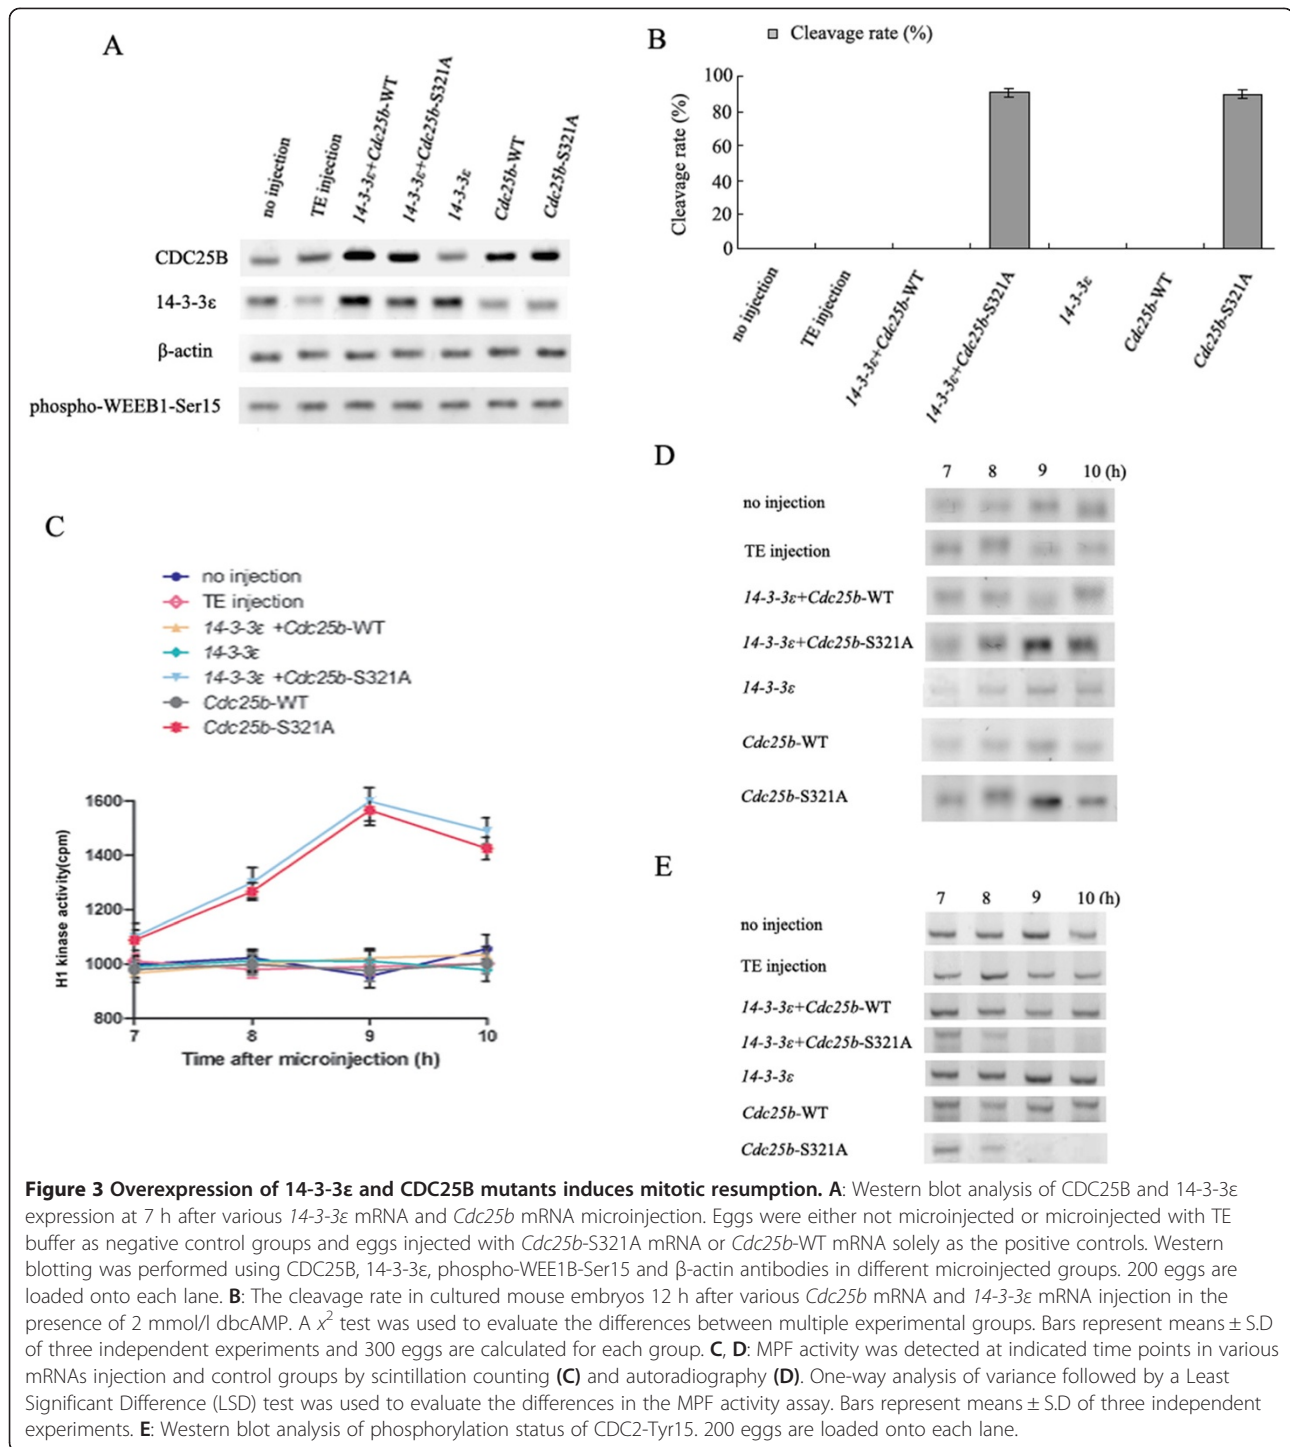 A
no injection
TE injection
14-3-3ε+Cdc25b-WT
14-3-3ε+Cdc25b-S321A
14-3-3ε
Cdc25b-WT
Cdc25b-S321A
CDC25B
14-3-3ε
β-actin
phospho-WEEB1-Ser15
B
Cleavage rate (%)
Cleavage rate (%)
100
80
60
40
20
0
no injection
TE injection
14-3-3ε+Cdc25b-WT
14-3-3ε+Cdc25b-S321A
14-3-3ε
Cdc25b-WT
Cdc25b-S321A
C
no injection
TE injection
14-3-3ε +Cdc25b-WT
14-3-3ε
14-3-3ε +Cdc25b-S321A
Cdc25b-WT
Cdc25b-S321A
H1 kinase activity(cpm)
1600
1400
1200
1000
800
7 8 9 10
Time after microinjection (h)
D
7 8 9 10 (h)
no injection
TE injection
14-3-3ε+Cdc25b-WT
14-3-3ε+Cdc25b-S321A
14-3-3ε
Cdc25b-WT
Cdc25b-S321A
E
7 8 9 10 (h)
no injection
TE injection
14-3-3ε+Cdc25b-WT
14-3-3ε+Cdc25b-S321A
14-3-3ε
Cdc25b-WT
Cdc25b-S321A
Figure 3 Overexpression of 14-3-3ε and CDC25B mutants induces mitotic resumption. A: Western blot analysis of CDC25B and 14-3-3ε
expression at 7 h after various 14-3-3ε mRNA and Cdc25b mRNA microinjection. Eggs were either not microinjected or microinjected with TE
buffer as negative control groups and eggs injected with Cdc25b-S321A mRNA or Cdc25b-WT mRNA solely as the positive controls. Western
blotting was performed using CDC25B, 14-3-3ε, phospho-WEE1B-Ser15 and β-actin antibodies in different microinjected groups. 200 eggs are
loaded onto each lane. B: The cleavage rate in cultured mouse embryos 12 h after various Cdc25b mRNA and 14-3-3ε mRNA injection in the
presence of 2 mmol/l dbcAMP. A x² test was used to evaluate the differences between multiple experimental groups. Bars represent means ± S.D
of three independent experiments and 300 eggs are calculated for each group. C, D: MPF activity was detected at indicated time points in various
mRNAs injection and control groups by scintillation counting (C) and autoradiography (D). One-way analysis of variance followed by a Least
Significant Difference (LSD) test was used to evaluate the differences in the MPF activity assay. Bars represent means ± S.D of three independent
experiments. E: Western blot analysis of phosphorylation status of CDC2-Tyr15. 200 eggs are loaded onto each lane.